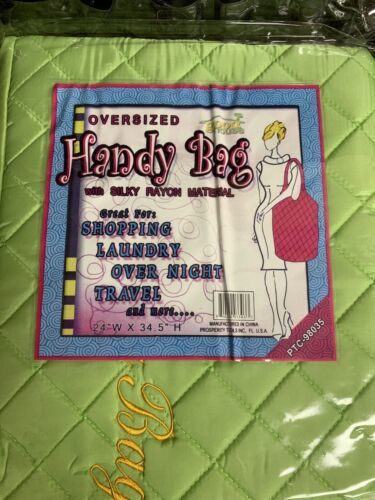 OVERSIZED
Handy Bag
with SILKY RAYON MATERIAL
Great For:
SHOPPING
LAUNDRY
OVER NIGHT
TRAVEL
and more....
24"W X 34.5" H
MANUFACTURED IN CHINA
PROSPERITY TOOL INC, FL U.S.A.
PTC-98035
Bag